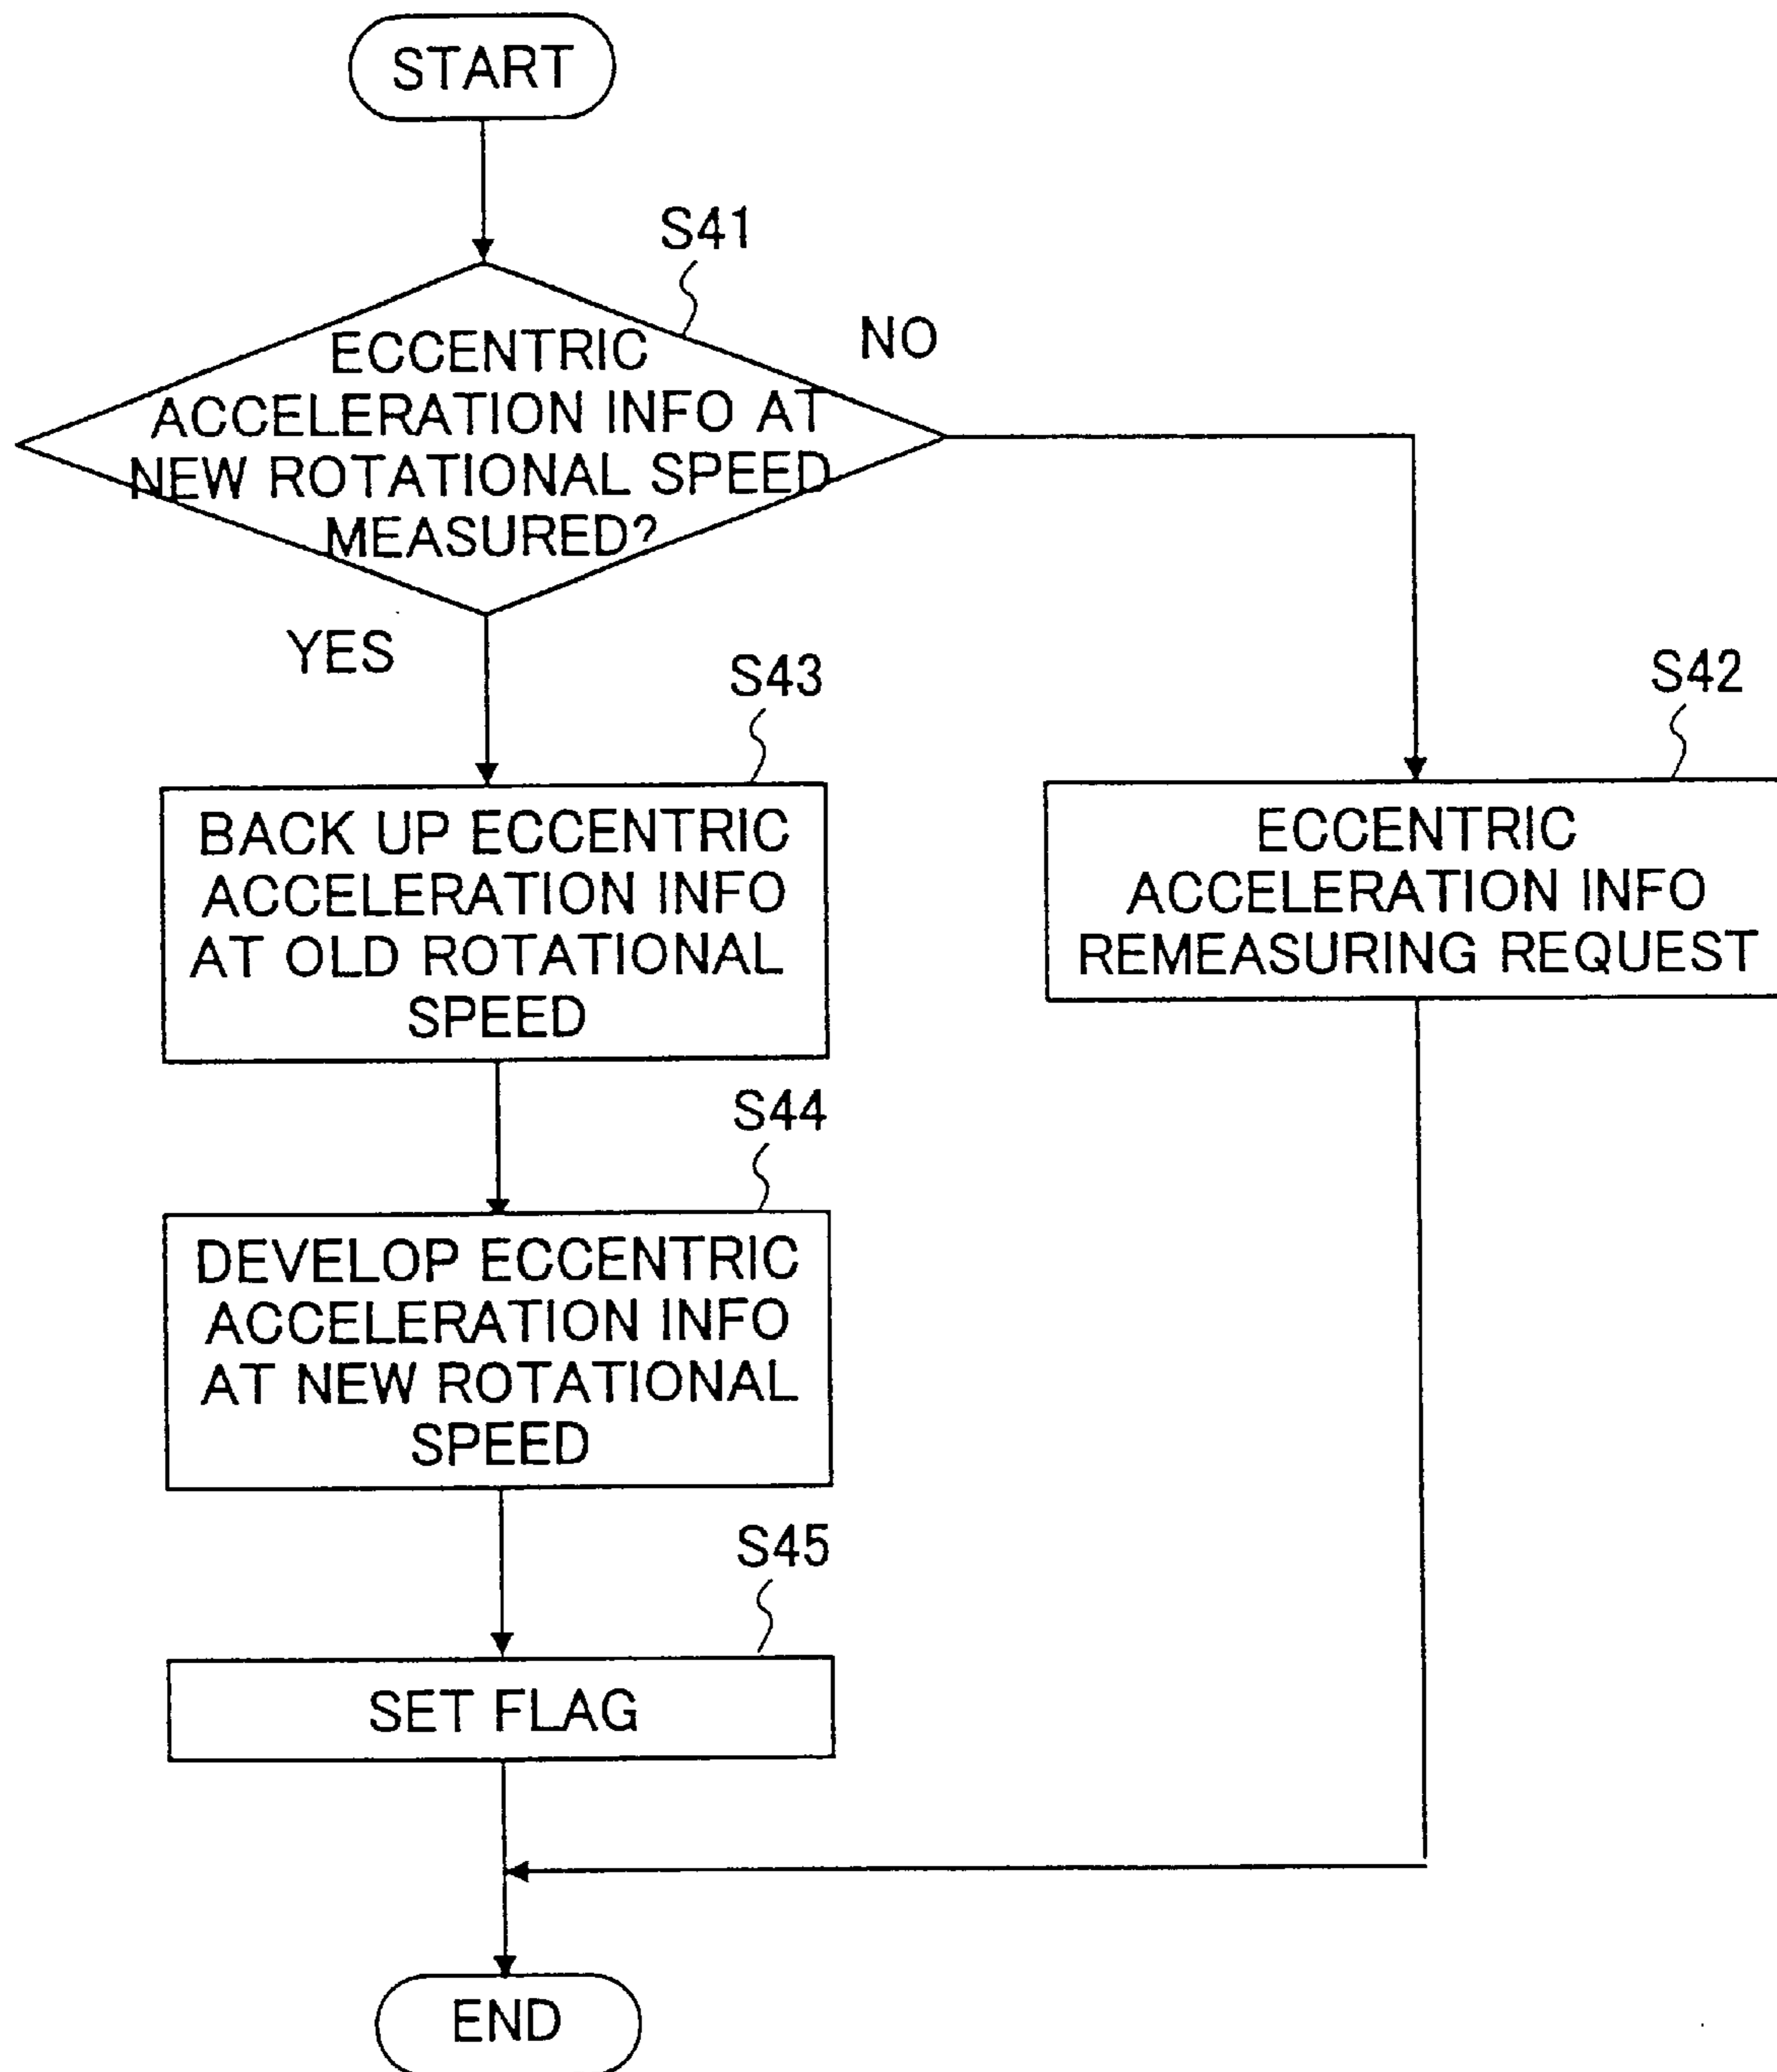 START
S41
NO
ECCENTRIC
ACCELERATION INFO AT
NEW ROTATIONAL SPEED
MEASURED?
YES
S43
BACK UP ECCENTRIC
ACCELERATION INFO
AT OLD ROTATIONAL
SPEED
S42
ECCENTRIC
ACCELERATION INFO
REMEASURING REQUEST
S44
DEVELOP ECCENTRIC
ACCELERATION INFO
AT NEW ROTATIONAL
SPEED
S45
SET FLAG
END